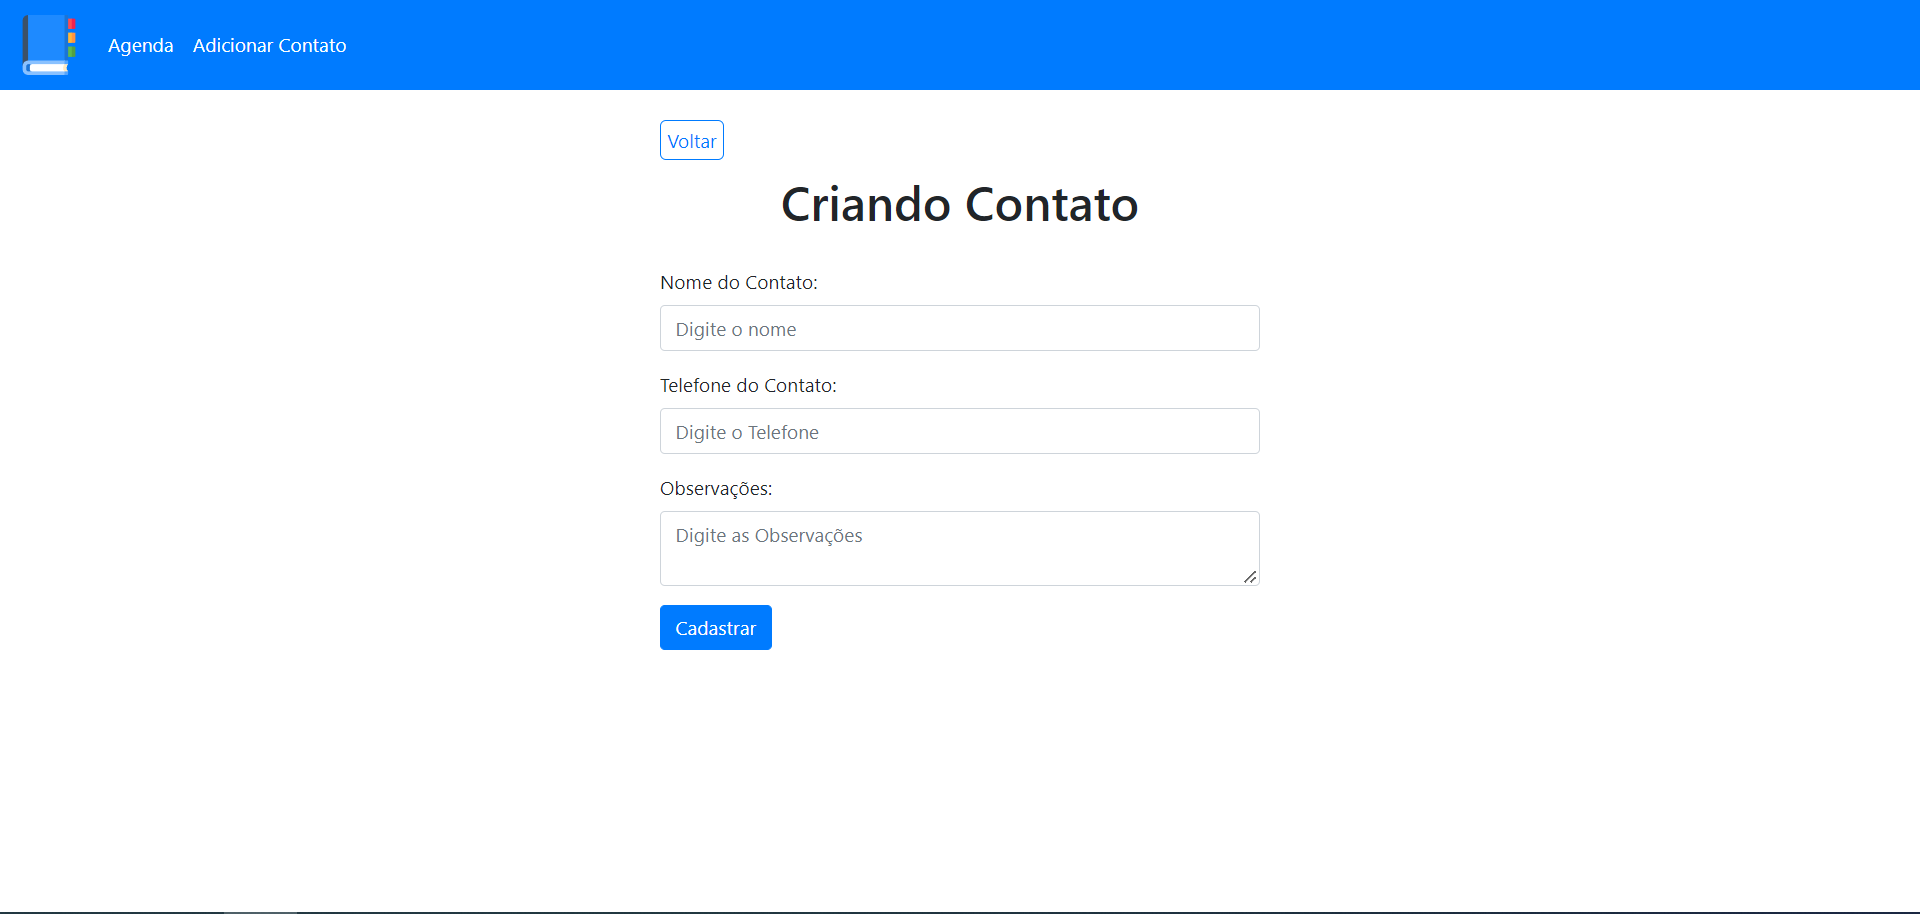 Agenda Adicionar Contato
Voltar
Criando Contato
Nome do Contato:
Digite o nome
Telefone do Contato:
Digite o Telefone
Observações:
Digite as Observações
Cadastrar